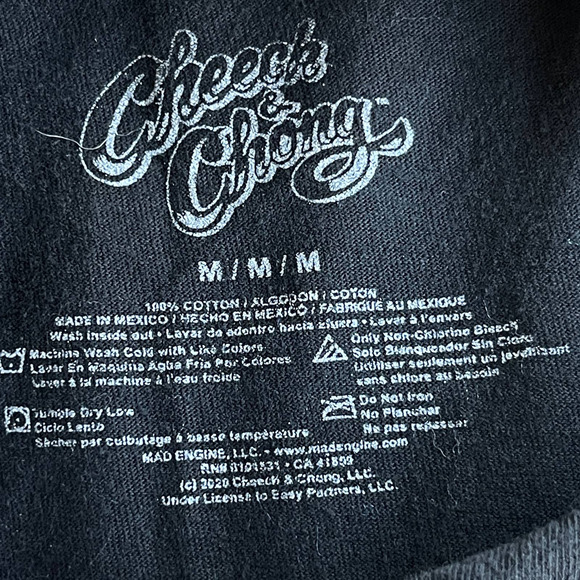 Cheech
&
Chong™
M / M / M
100% COTTON / ALGODON / COTON
MADE IN MEXICO / HECHO EN MEXICO / FABRIQUE AU MEXIQUE
Wash inside out • Lavar de adentro hacia afuera • Laver à l'envers
Machine Wash Cold with Like Colors
Lavar En Maquina Agua Fria Por Colores
Laver à la machine à l'eau froide
Only Non-Chlorine Bleach
Solo Blanqueador Sin Cloro
Utiliser seulement un javellisant
sans chlore au besoin
Tumble Dry Low
Ciclo Lento
Sécher par culbutage à basse température
Do Not Iron
No Planchar
Ne pas repasser
MAD ENGINE, LLC. • www.madengine.com
RN# • CA
(c) 2020 Cheech & Chong, LLC.
Under License to Easy Partners, LLC.